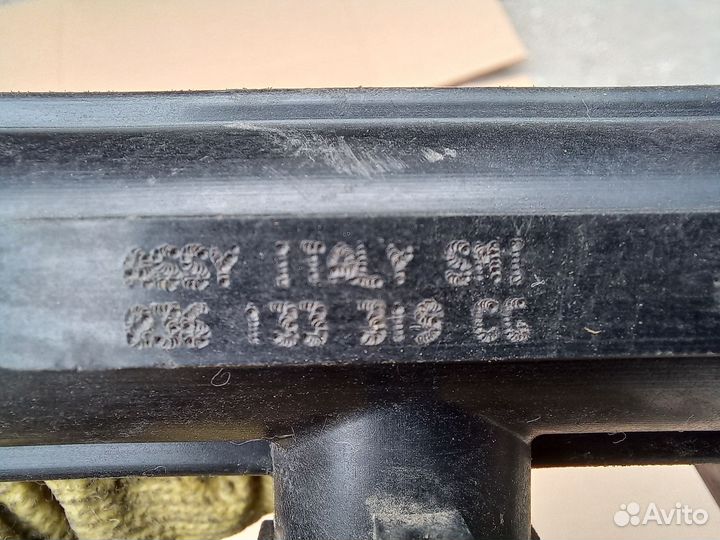 ASSY ITALY SMI
036 133 319 CG
Avito